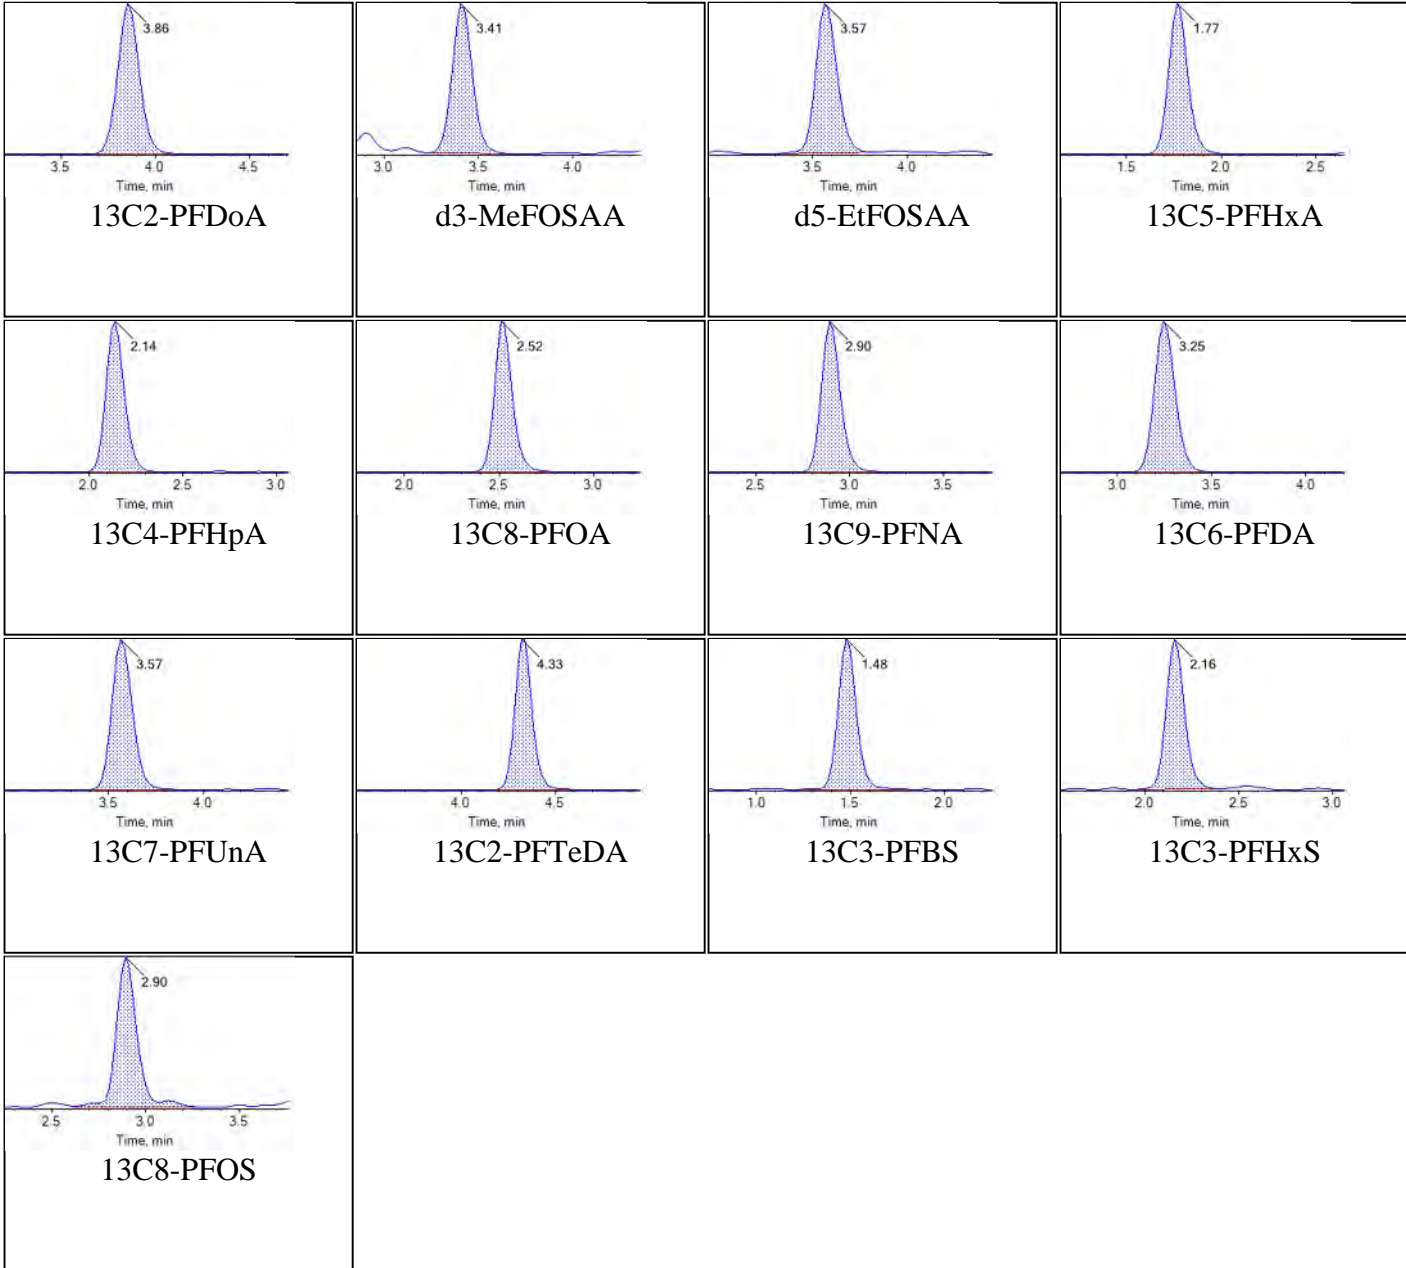 3.86
3.5 4.0 4.5
Time, min
13C2-PFDoA
3.41
3.0 3.5 4.0
Time, min
d3-MeFOSAA
3.57
3.5 4.0
Time, min
d5-EtFOSAA
1.77
1.5 2.0 2.5
Time, min
13C5-PFHxA
2.14
2.0 2.5 3.0
Time, min
13C4-PFHpA
2.52
2.0 2.5 3.0
Time, min
13C8-PFOA
2.90
2.5 3.0 3.5
Time, min
13C9-PFNA
3.25
3.0 3.5 4.0
Time, min
13C6-PFDA
3.57
3.5 4.0
Time, min
13C7-PFUnA
4.33
4.0 4.5
Time, min
13C2-PFTeDA
1.48
1.0 1.5 2.0
Time, min
13C3-PFBS
2.16
2.0 2.5 3.0
Time, min
13C3-PFHxS
2.90
2.5 3.0 3.5
Time, min
13C8-PFOS